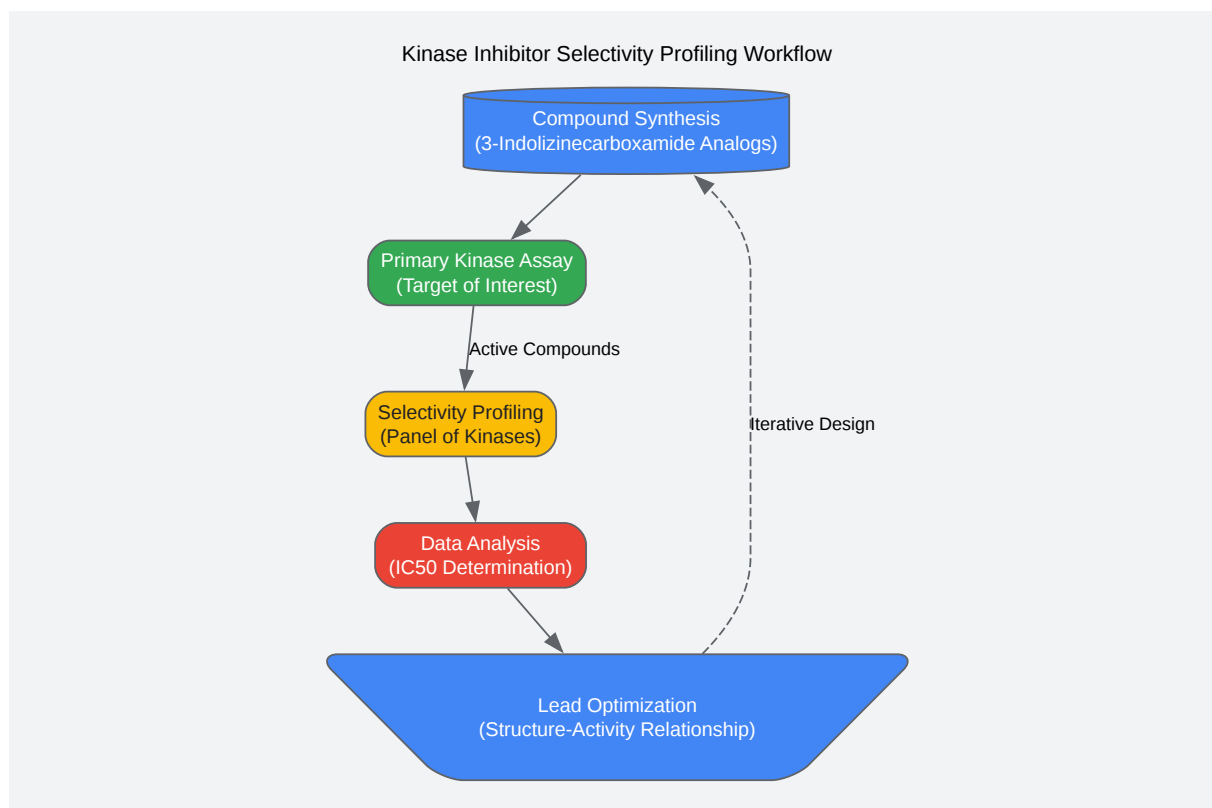 Kinase Inhibitor Selectivity Profiling Workflow
Compound Synthesis
(3-Indolizinecarboxamide Analogs)
Primary Kinase Assay
(Target of Interest)
Active Compounds
Selectivity Profiling
(Panel of Kinases)
Iterative Design
Data Analysis
(IC50 Determination)
Lead Optimization
(Structure-Activity Relationship)